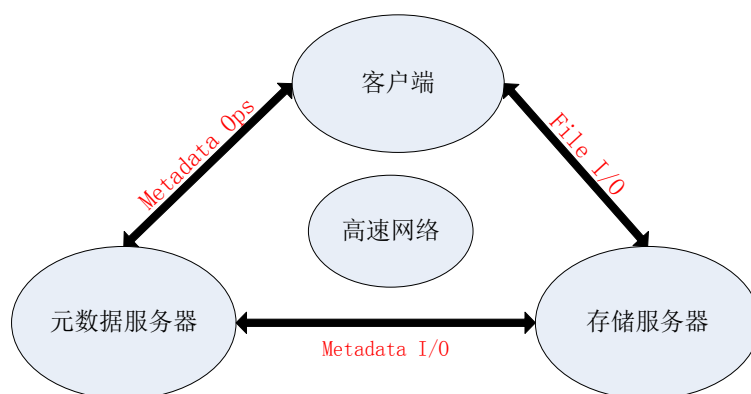 客户端
Metadata Ops
File I/O
高速网络
元数据服务器
存储服务器
Metadata I/O